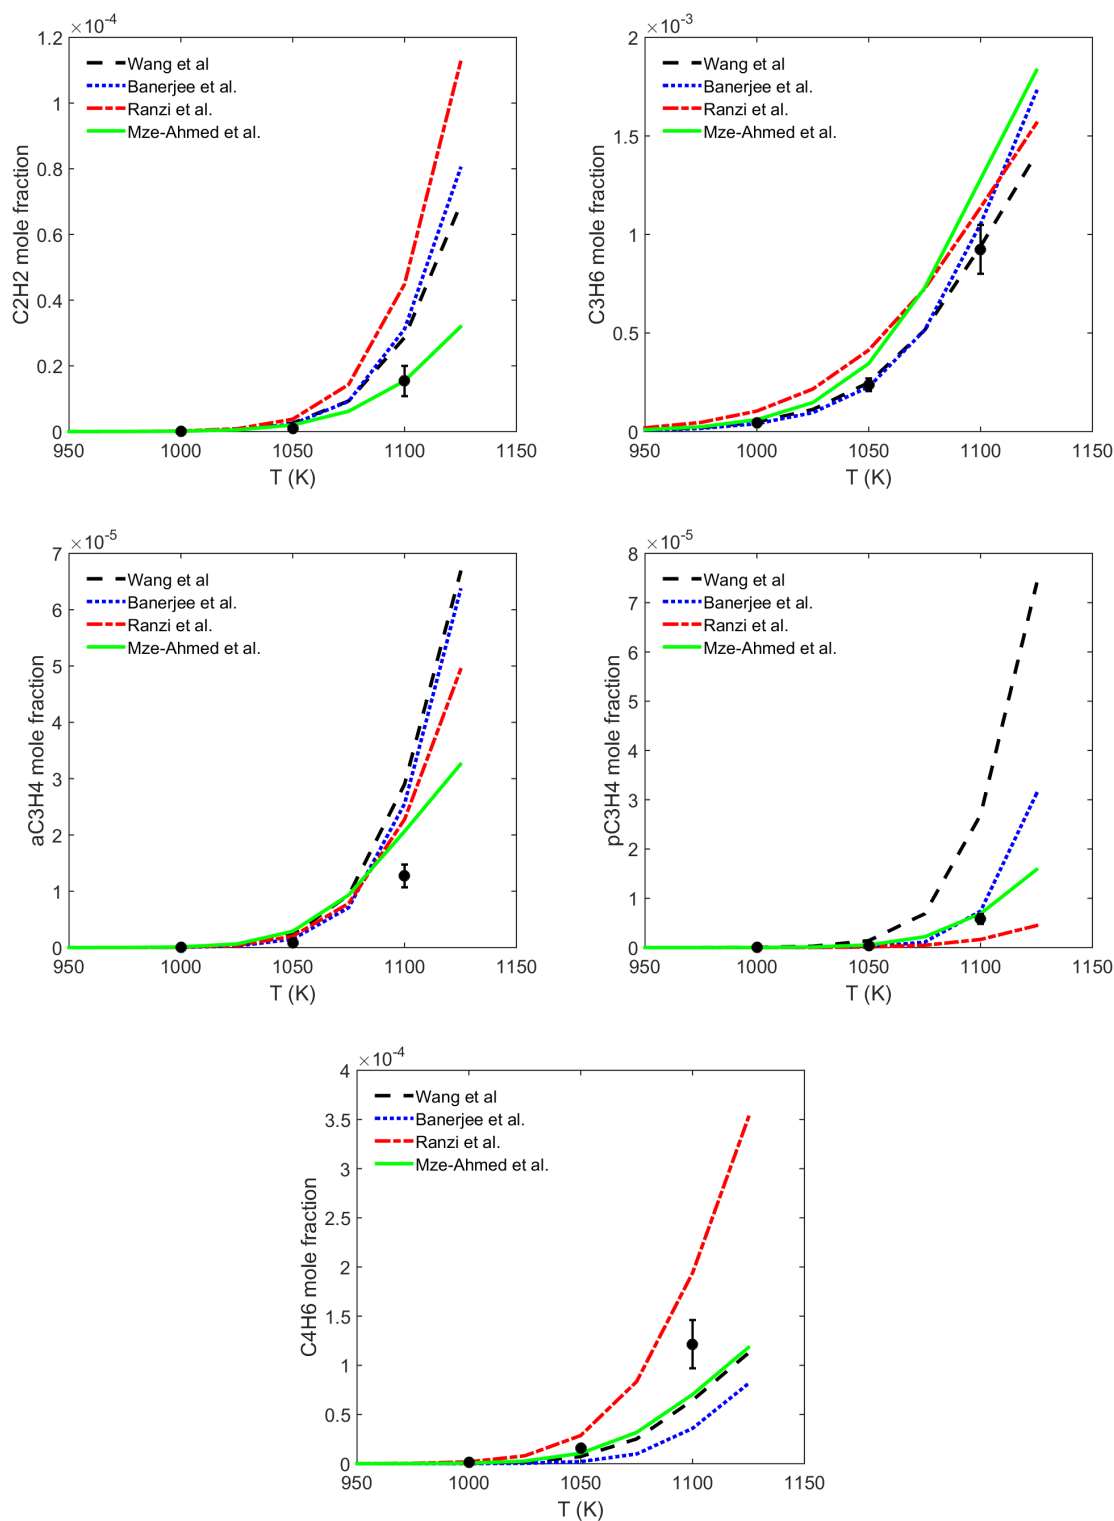 ×10-4
1.2
1
0.8
0.6
0.4
0.2
0
950
1000
1050
1100
1150
T (K)
C2H2 mole fraction
Wang et al
Banerjee et al.
Ranzi et al.
Mze-Ahmed et al.
×10-3
2
1.5
1
0.5
0
950
1000
1050
1100
1150
T (K)
C3H6 mole fraction
Wang et al
Banerjee et al.
Ranzi et al.
Mze-Ahmed et al.
×10-5
7
6
5
4
3
2
1
0
950
1000
1050
1100
1150
T (K)
aC3H4 mole fraction
Wang et al
Banerjee et al.
Ranzi et al.
Mze-Ahmed et al.
×10-5
8
7
6
5
4
3
2
1
0
950
1000
1050
1100
1150
T (K)
pC3H4 mole fraction
Wang et al
Banerjee et al.
Ranzi et al.
Mze-Ahmed et al.
×10-4
4
3.5
3
2.5
2
1.5
1
0.5
0
950
1000
1050
1100
1150
T (K)
C4H6 mole fraction
Wang et al
Banerjee et al.
Ranzi et al.
Mze-Ahmed et al.